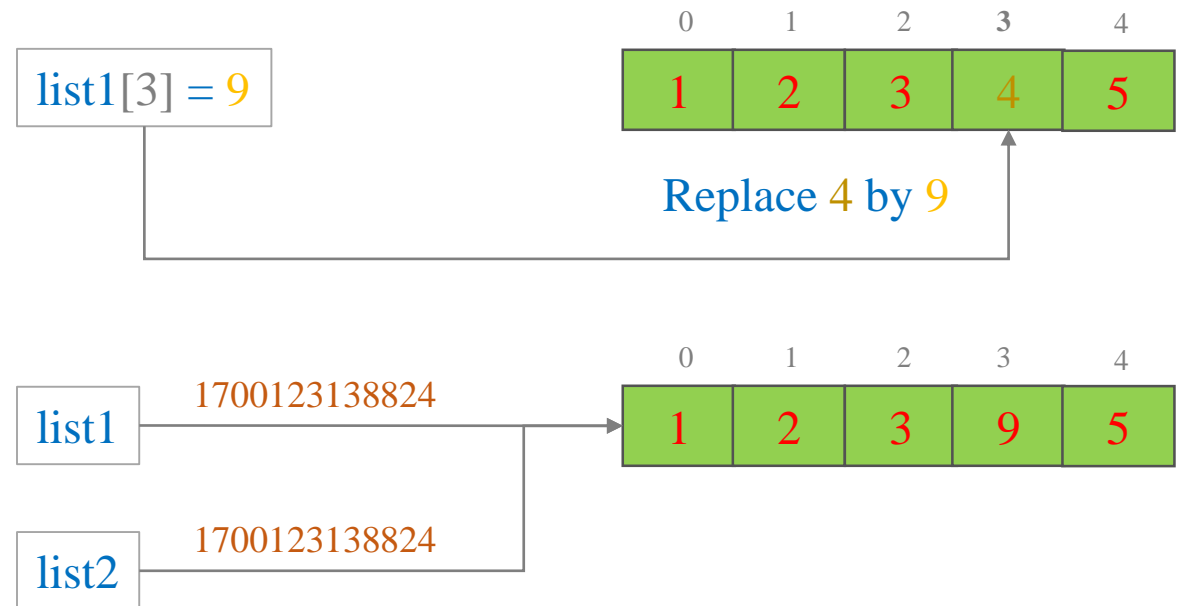 0 1 2 3 4
list1[3] = 9
1 2 3 4 5
Replace 4 by 9
0 1 2 3 4
1700123138824
list1
1 2 3 9 5
1700123138824
list2